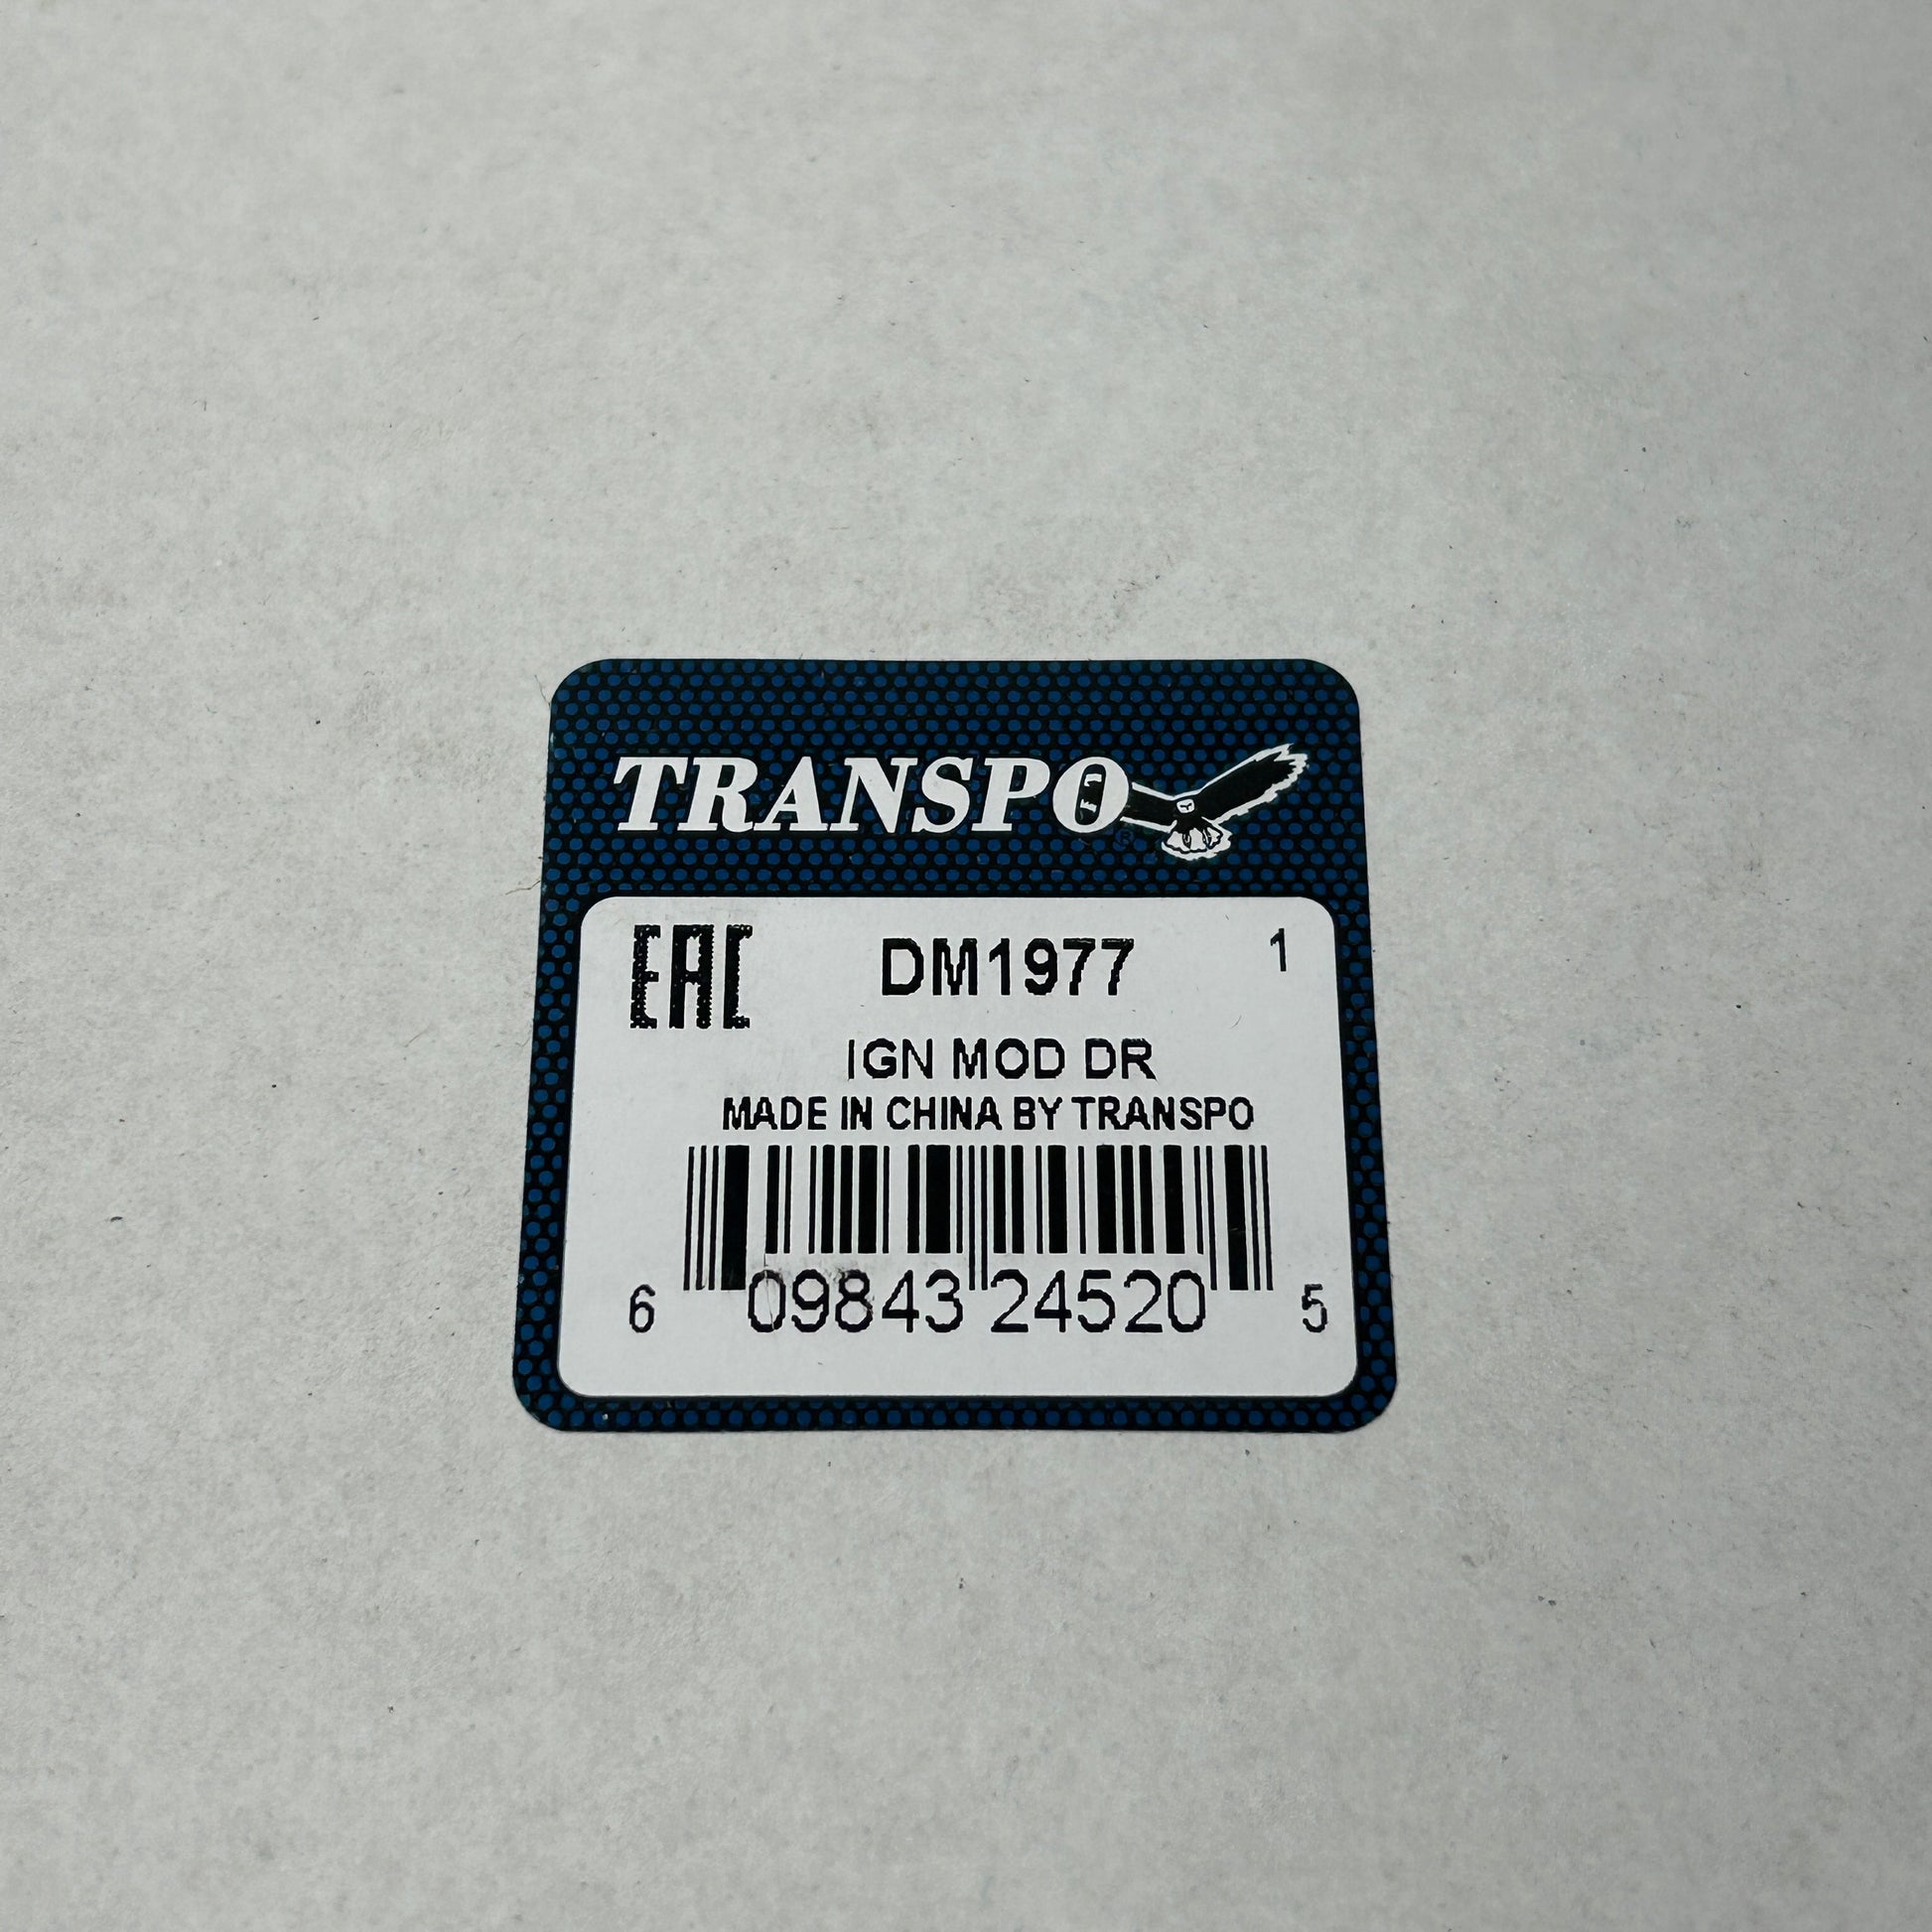 TRANSPO®
EAC DM1977 1
IGN MOD DR
MADE IN CHINA BY TRANSPO
6 09843 24520 5